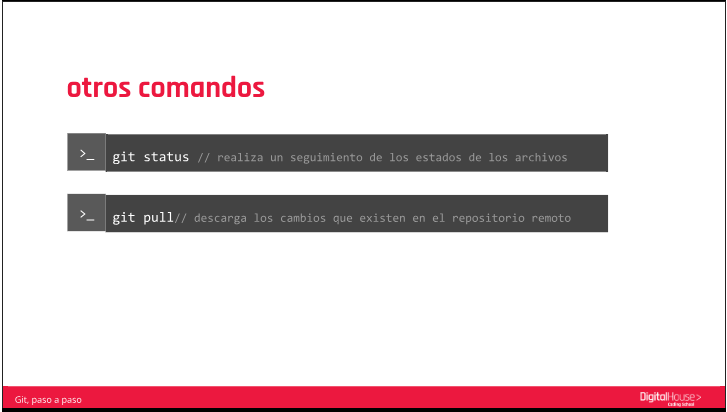 otros comandos
>_ git status // realiza un seguimiento de los estados de los archivos
>_ git pull// descarga los cambios que existen en el repositorio remoto
Git, paso a paso
DigitalHouse>
Coding School